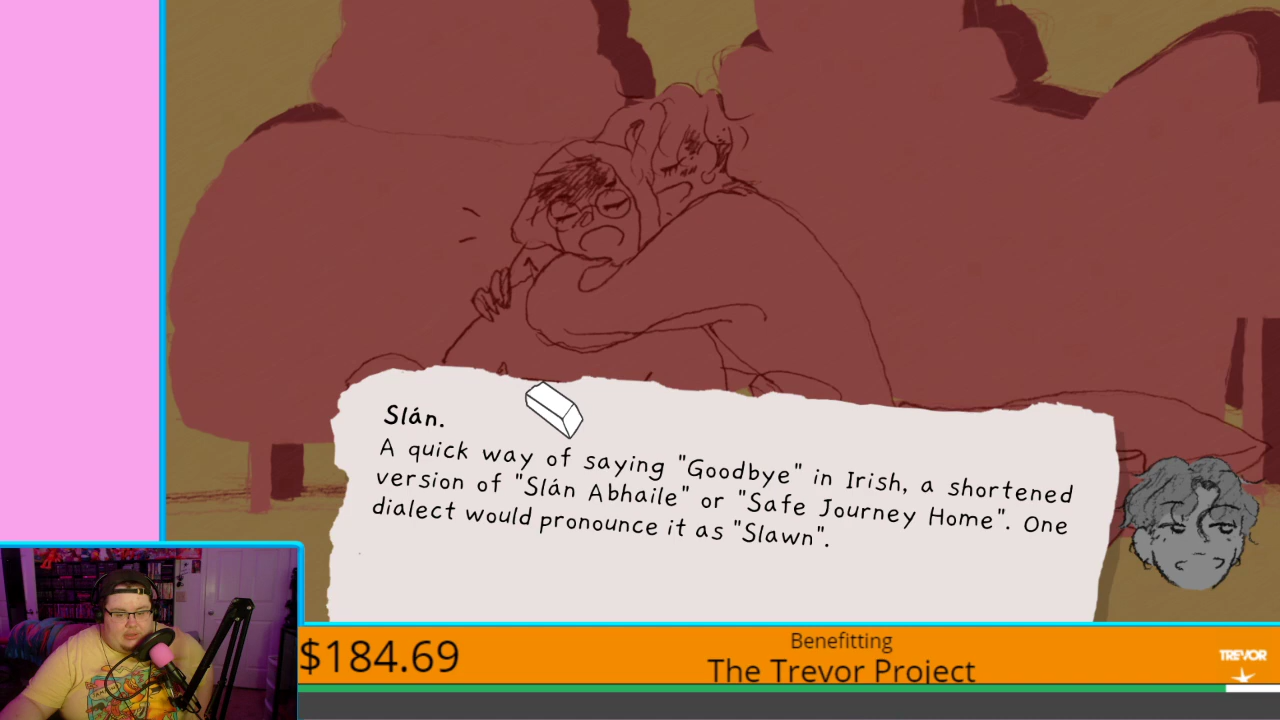 Slán.
A quick way of saying "Goodbye" in Irish, a shortened
version of "Slán Abhaile" or "Safe Journey Home". One
dialect would pronounce it as "Slawn".
$184.69
Benefitting
The Trevor Project
TREVOR